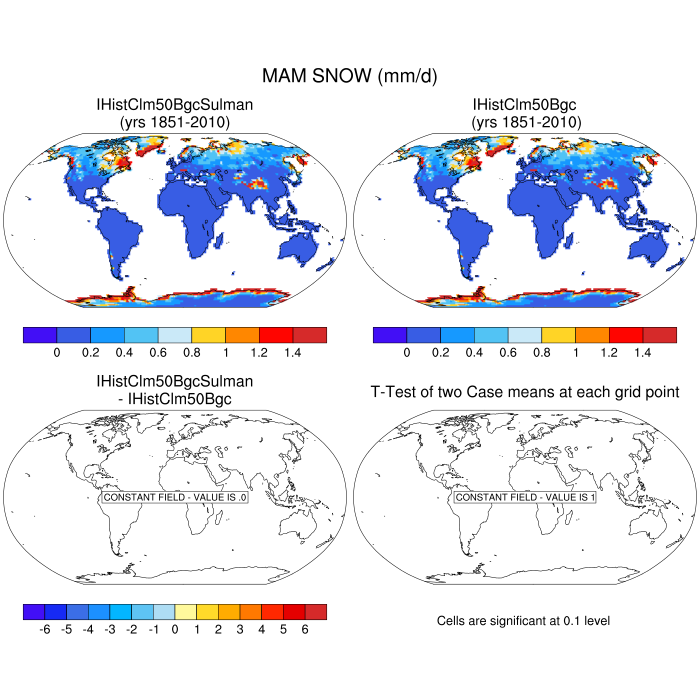 MAM SNOW (mm/d)
IHistClm50BgcSulman
(yrs 1851-2010)
IHistClm50Bgc
(yrs 1851-2010)
0 0.2 0.4 0.6 0.8 1 1.2 1.4
0 0.2 0.4 0.6 0.8 1 1.2 1.4
IHistClm50BgcSulman
- IHistClm50Bgc
T-Test of two Case means at each grid point
CONSTANT FIELD - VALUE IS .0
CONSTANT FIELD - VALUE IS 1
-6 -5 -4 -3 -2 -1 0 1 2 3 4 5 6
Cells are significant at 0.1 level